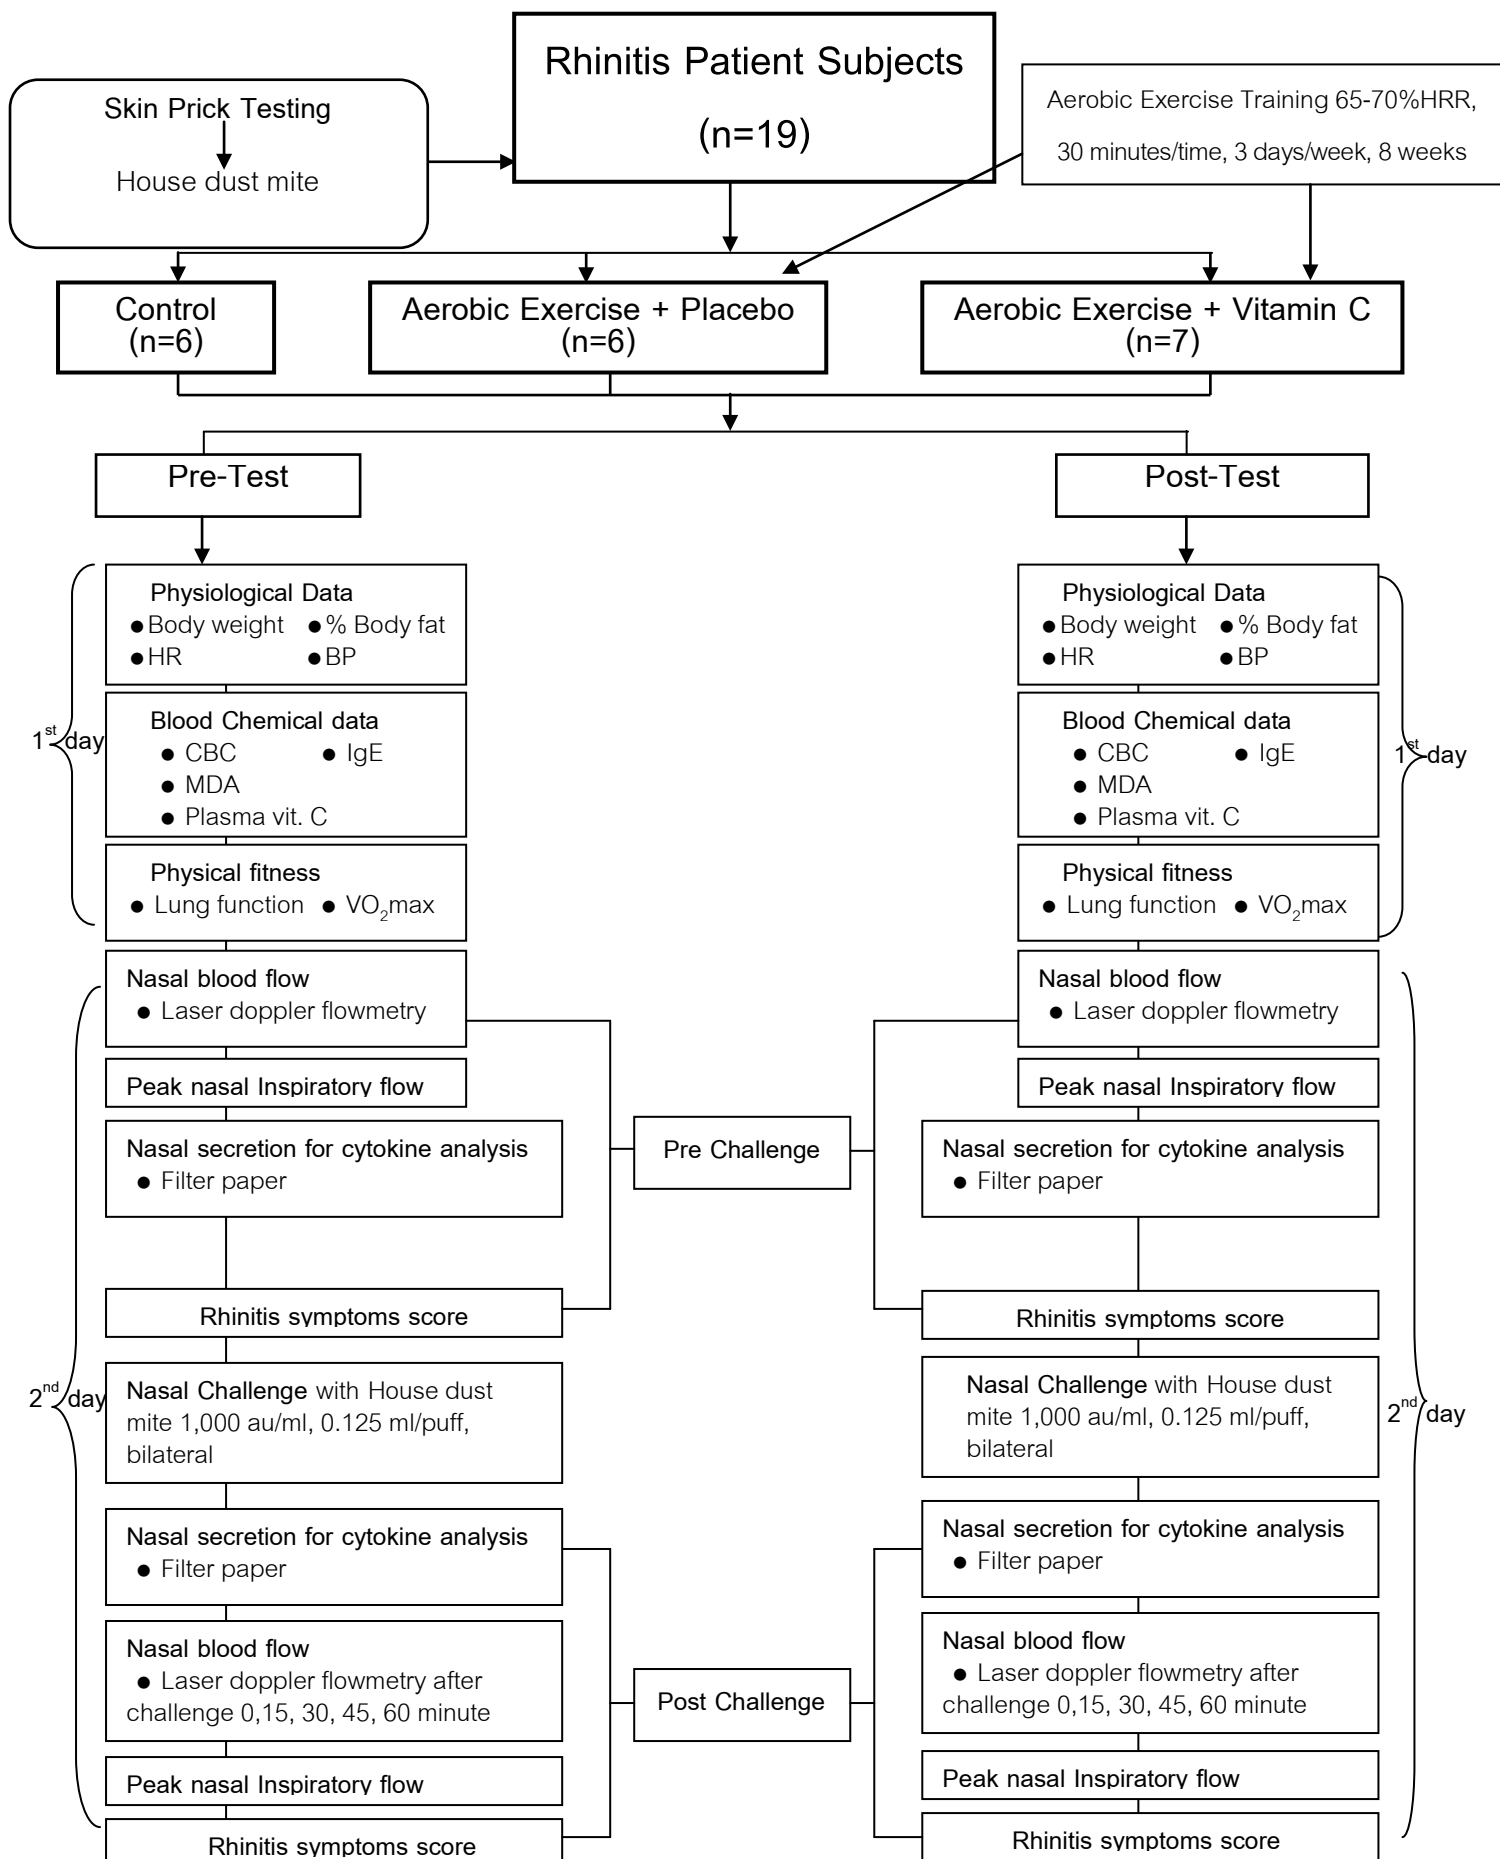 Rhinitis Patient Subjects
(n=19)
Skin Prick Testing
House dust mite
Aerobic Exercise Training 65-70%HRR,
30 minutes/time, 3 days/week, 8 weeks
Control
(n=6)
Aerobic Exercise + Placebo
(n=6)
Aerobic Exercise + Vitamin C
(n=7)
Pre-Test
1st day
Physiological Data
● Body weight ● % Body fat
● HR ● BP
Blood Chemical data
● CBC ● IgE
● MDA
● Plasma vit. C
Physical fitness
● Lung function ● VO2max
2nd day
Nasal blood flow
● Laser doppler flowmetry
Peak nasal Inspiratory flow
Nasal secretion for cytokine analysis
● Filter paper
Rhinitis symptoms score
Nasal Challenge with House dust
mite 1,000 au/ml, 0.125 ml/puff,
bilateral
Nasal secretion for cytokine analysis
● Filter paper
Nasal blood flow
● Laser doppler flowmetry after
challenge 0,15, 30, 45, 60 minute
Peak nasal Inspiratory flow
Rhinitis symptoms score
Pre Challenge
Post Challenge
Post-Test
Physiological Data
● Body weight ● % Body fat
● HR ● BP
Blood Chemical data
● CBC ● IgE
● MDA
● Plasma vit. C
Physical fitness
● Lung function ● VO2max
1st day
Nasal blood flow
● Laser doppler flowmetry
Peak nasal Inspiratory flow
Nasal secretion for cytokine analysis
● Filter paper
Rhinitis symptoms score
Nasal Challenge with House dust
mite 1,000 au/ml, 0.125 ml/puff,
bilateral
2nd day
Nasal secretion for cytokine analysis
● Filter paper
Nasal blood flow
● Laser doppler flowmetry after
challenge 0,15, 30, 45, 60 minute
Peak nasal Inspiratory flow
Rhinitis symptoms score